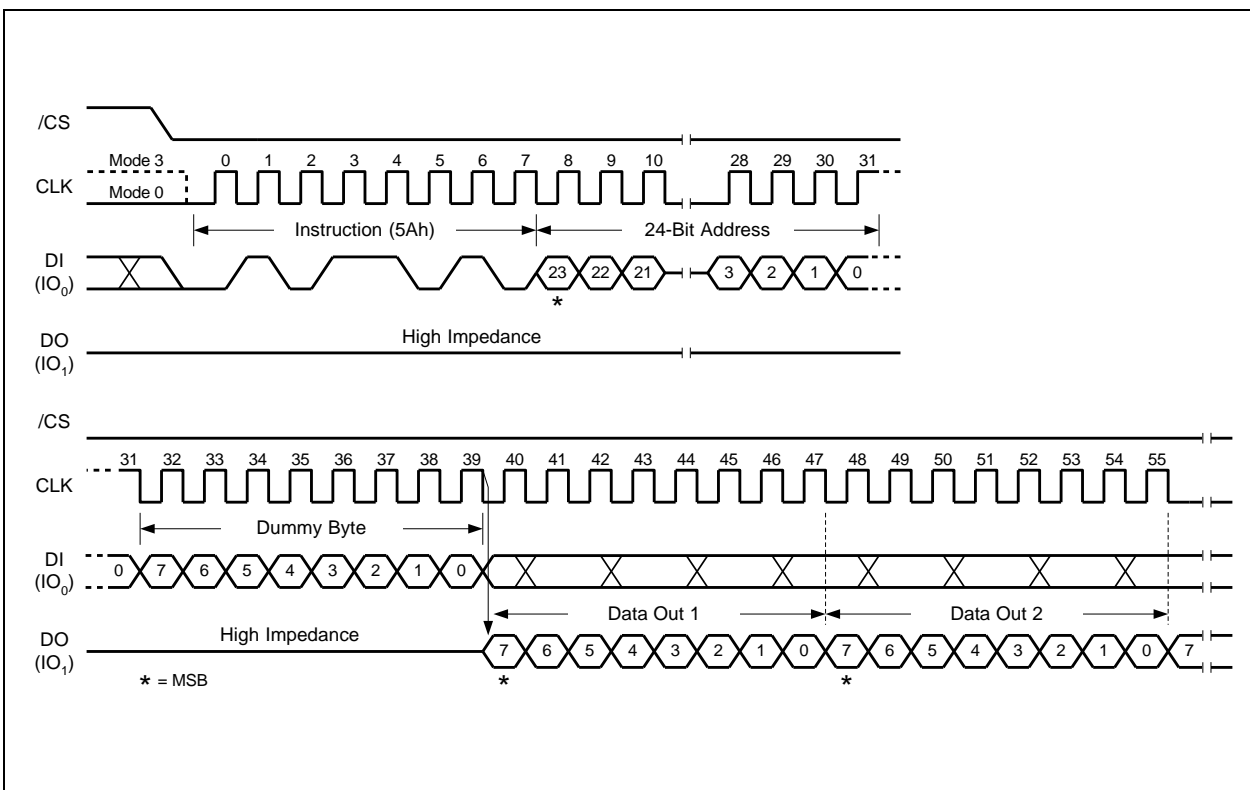 /CS
Mode 3 0 1 2 3 4 5 6 7 8 9 10 28 29 30 31
CLK Mode 0
Instruction (5Ah) 24-Bit Address
DI
(IO0) 23 22 21 3 2 1 0
*
High Impedance
DO
(IO1)
/CS
31 32 33 34 35 36 37 38 39 40 41 42 43 44 45 46 47 48 49 50 51 52 53 54 55
CLK
Dummy Byte
DI
(IO0) 0 7 6 5 4 3 2 1 0
Data Out 1 Data Out 2
High Impedance
DO
(IO1) 7 6 5 4 3 2 1 0 7 6 5 4 3 2 1 0 7
* = MSB * *